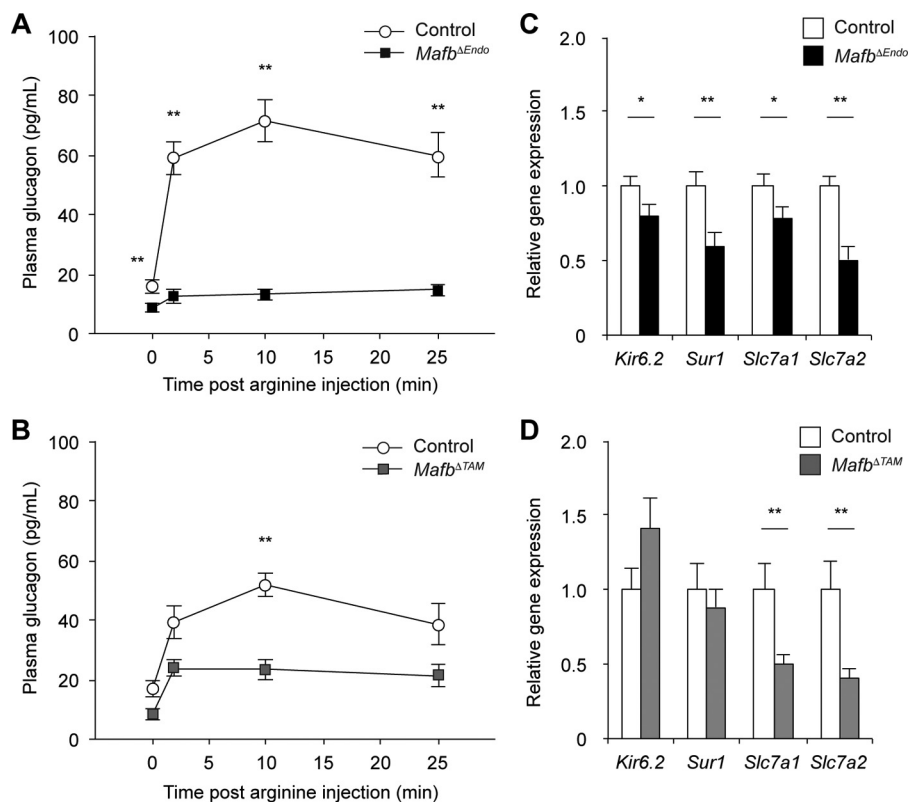 A
Control
Mafb^ΔEndo
**
**
**
**
100
80
60
40
20
0
Plasma glucagon (pg/mL)
0 5 10 15 20 25
Time post arginine injection (min)
B
Control
Mafb^ΔTAM
**
100
80
60
40
20
0
Plasma glucagon (pg/mL)
0 5 10 15 20 25
Time post arginine injection (min)
C
Control
Mafb^ΔEndo
* ** * **
2.0
1.5
1.0
0.5
0
Relative gene expression
Kir6.2 Sur1 Slc7a1 Slc7a2
D
Control
Mafb^ΔTAM
** **
2.0
1.5
1.0
0.5
0
Relative gene expression
Kir6.2 Sur1 Slc7a1 Slc7a2